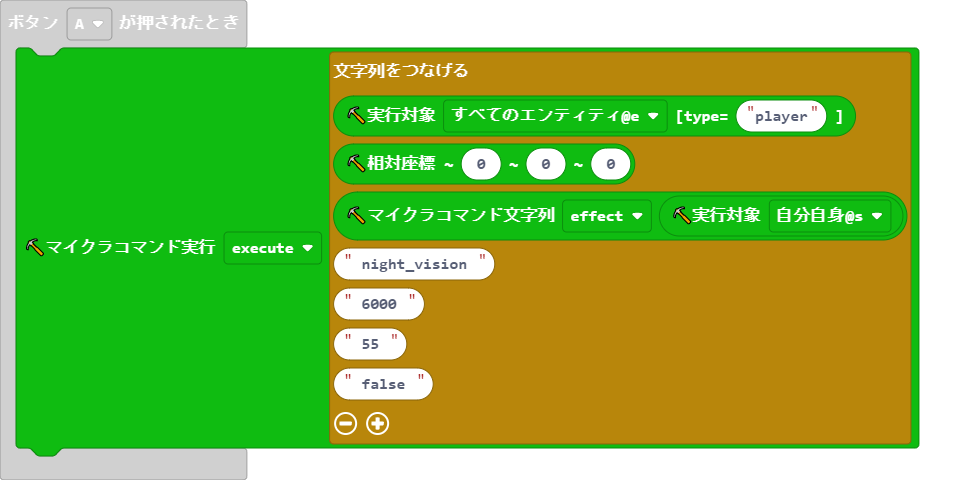 ボタン A が押されたとき
文字列をつなげる
実行対象 すべてのエンティティ@e [type= "player" ]
相対座標 ~ 0 ~ 0 ~ 0
マイクラコマンド文字列 effect 実行対象 自分自身@s
マイクラコマンド実行 execute
" night_vision "
" 6000 "
" 55 "
" false "